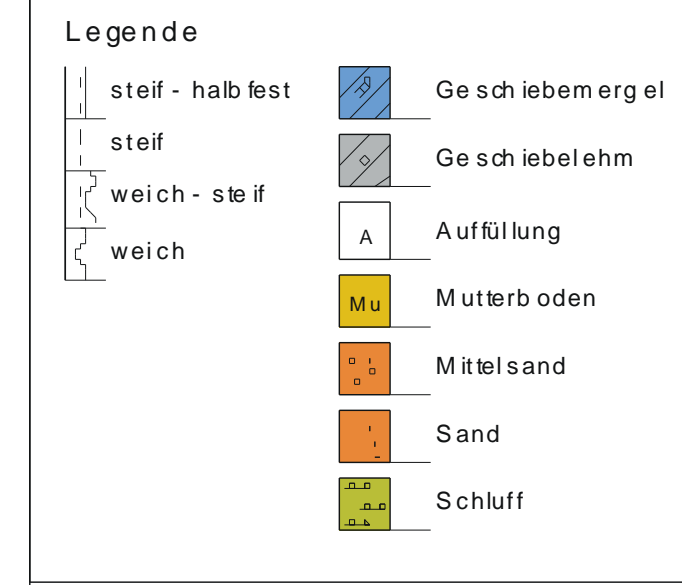 Legende
steif - halbfest
steif
weich - steif
weich
Geschiebemergel
Geschiebelehm
A
Auffüllung
Mu
Mutterboden
Mittelsand
Sand
Schluff